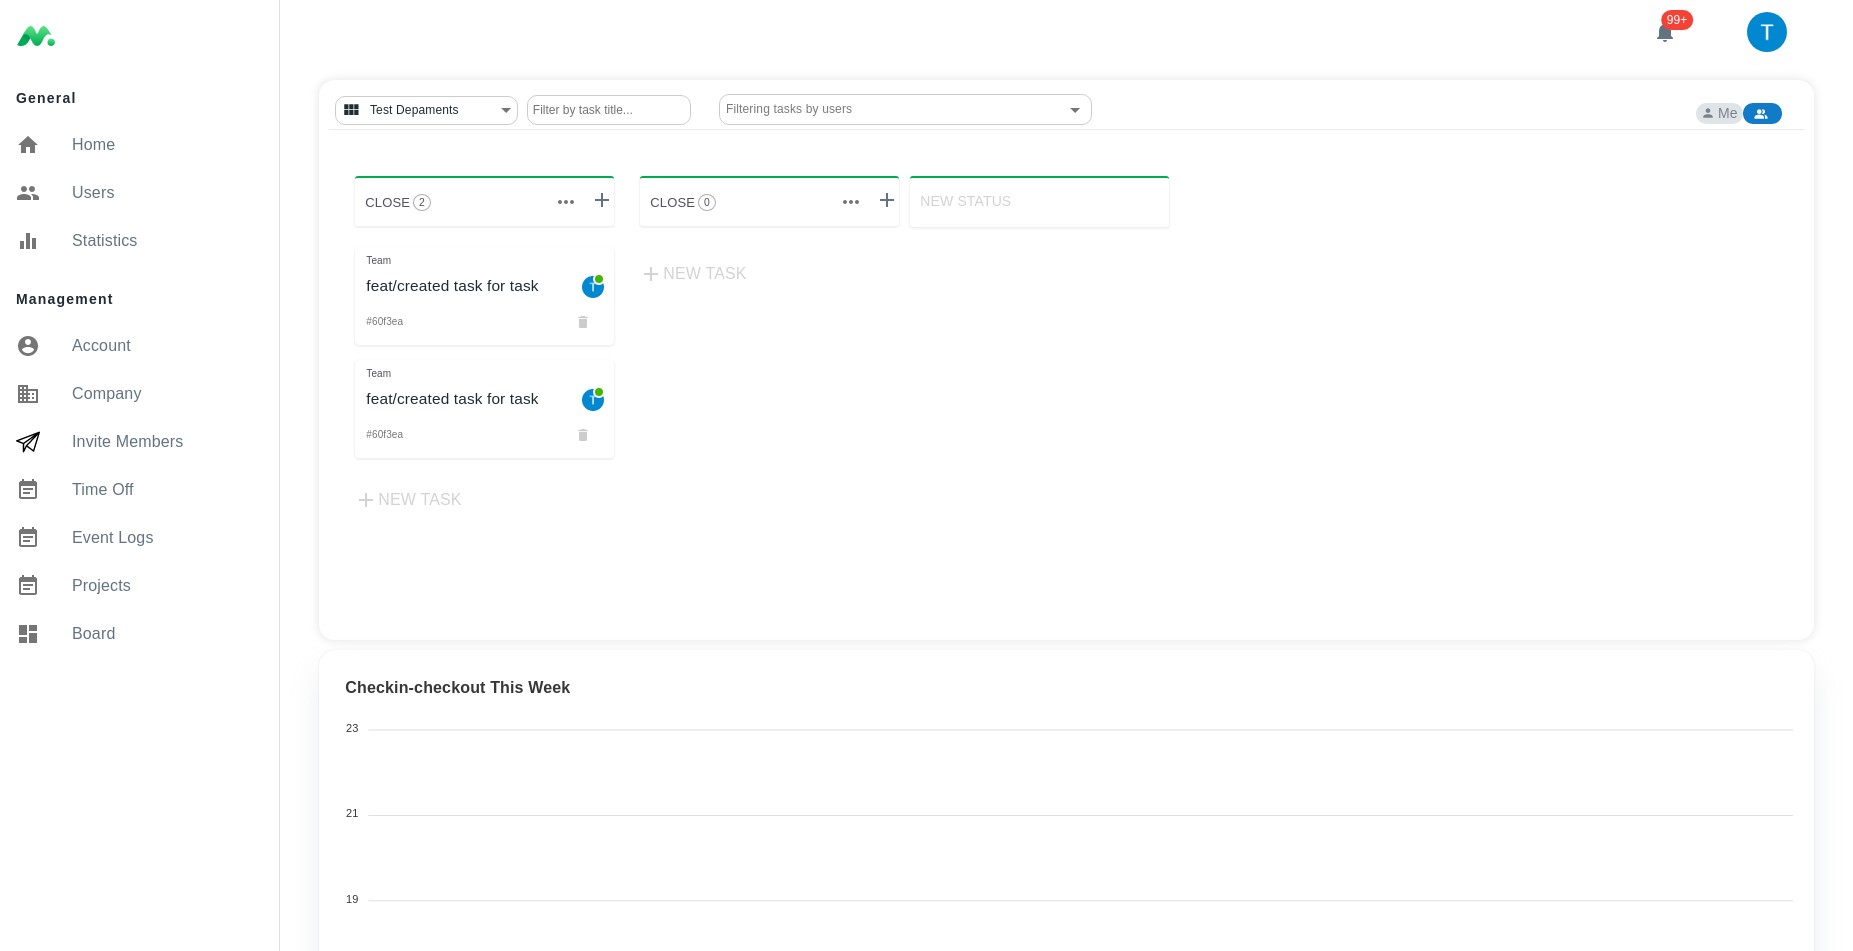 General
Home
Users
Statistics
Management
Account
Company
Invite Members
Time Off
Event Logs
Projects
Board
99+
T
Test Depaments
Filter by task title...
Filtering tasks by users
Me
CLOSE 2
CLOSE 0
NEW STATUS
Team
feat/created task for task
T
#60f3ea
Team
feat/created task for task
T
#60f3ea
NEW TASK
NEW TASK
Checkin-checkout This Week
23
21
19